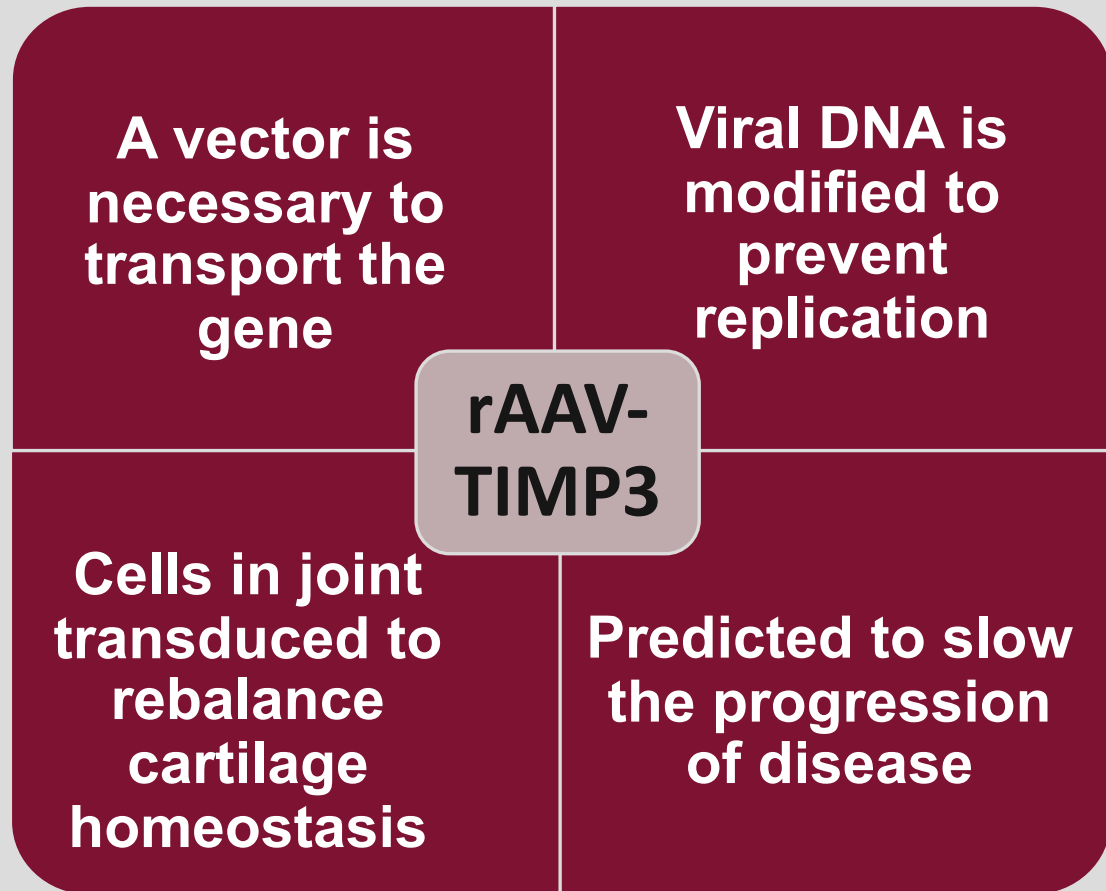 A vector is
necessary to
transport the
gene
Viral DNA is
modified to
prevent
replication
rAAV-
TIMP3
Cells in joint
transduced to
rebalance
cartilage
homeostasis
Predicted to slow
the progression
of disease